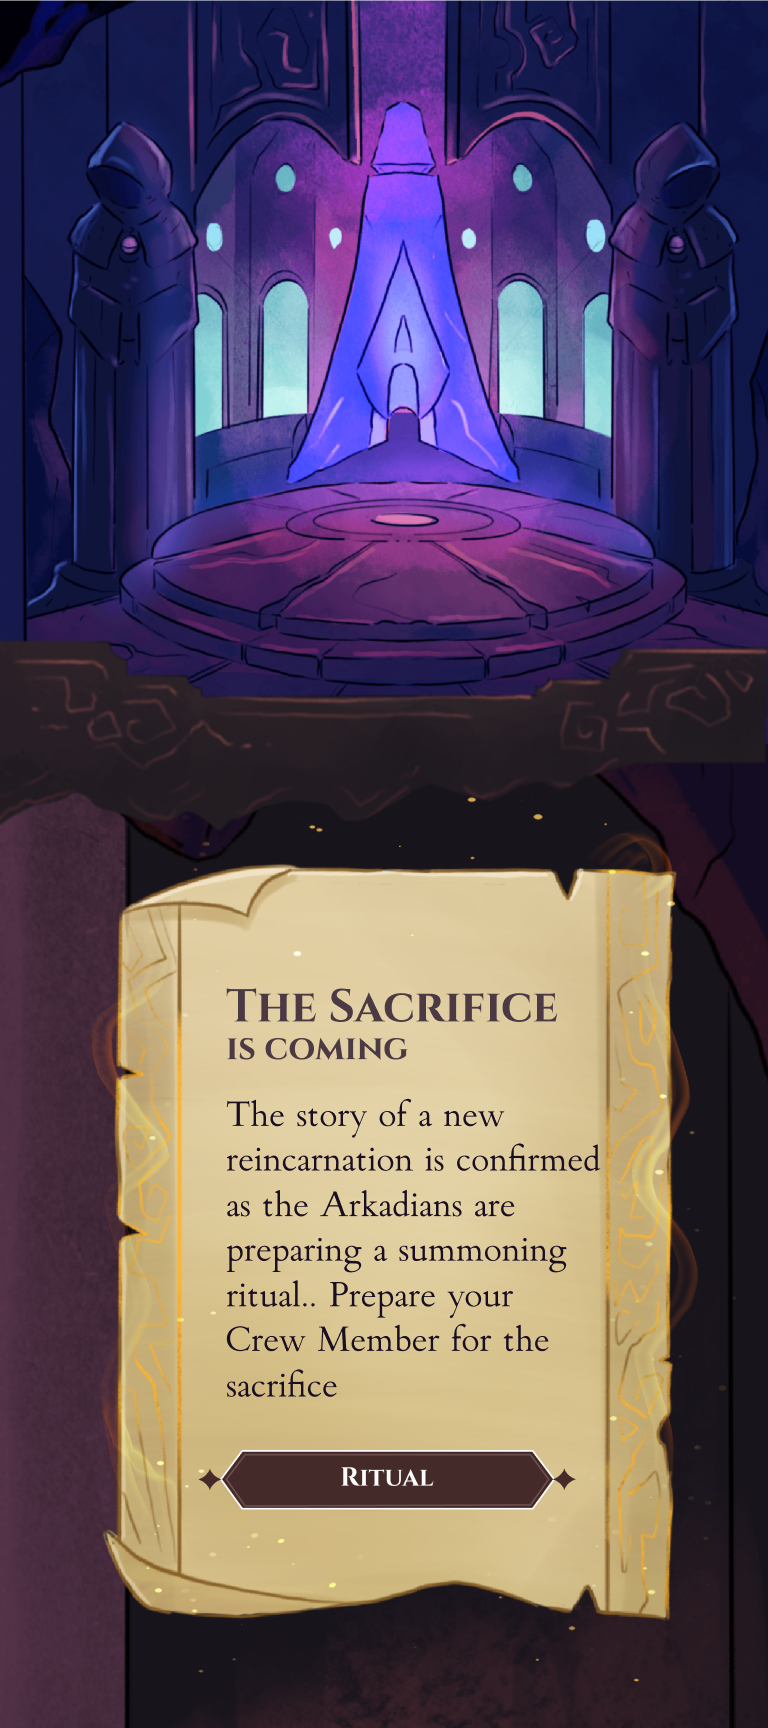 The Sacrifice
is coming
The story of a new
reincarnation is confirmed
as the Arkadians are
preparing a summoning
ritual.. Prepare your
Crew Member for the
sacrifice
Ritual